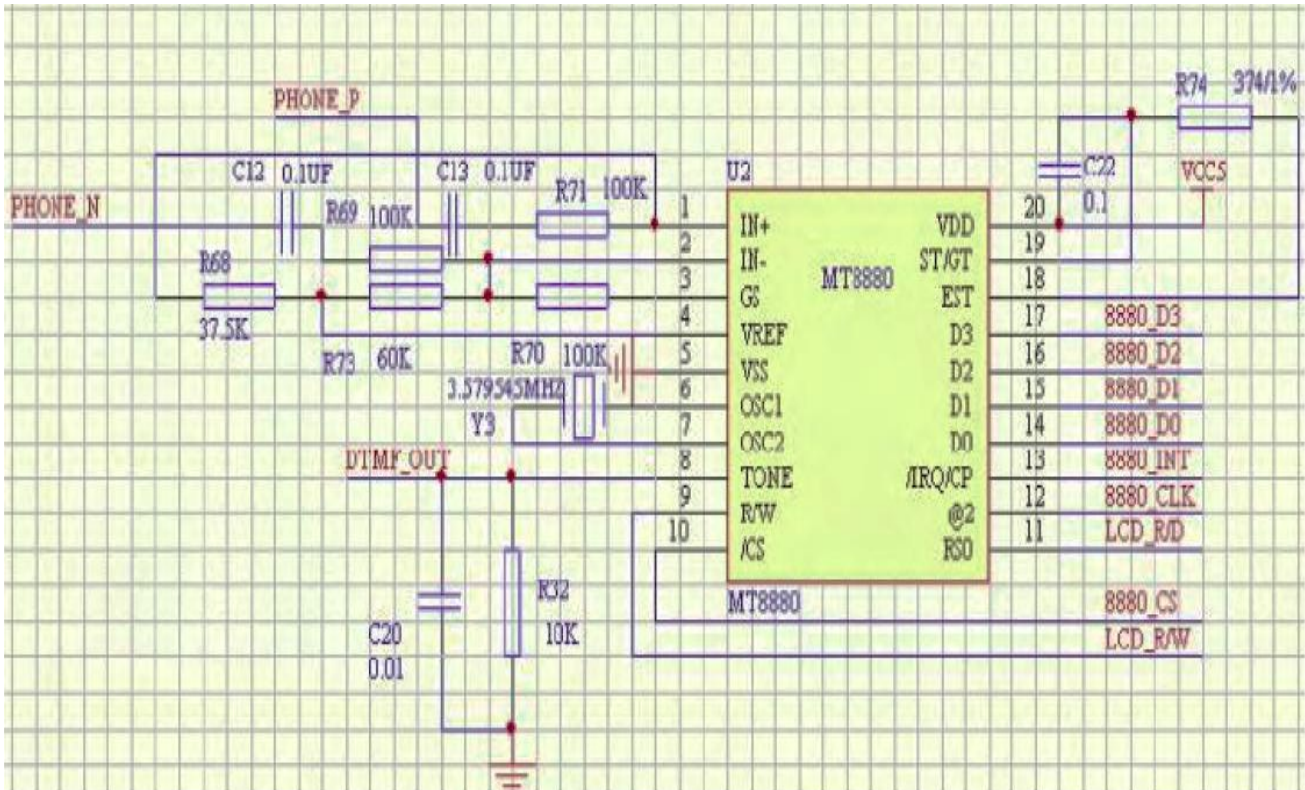 R74 374/1%
PHONE_P
C12 0.1UF C13 0.1UF U2 C22 VCC5
R71 100K 0.1
PHONE_N R69 100K
R68
37.5K
R73 60K R70 100K
3.579545MHZ
Y3
DTMF_OUT
1 IN+ VDD 20
2 IN- ST/GT 19
MT8880
3 GS EST 18
4 VREF D3 17 8880_D3
5 VSS D2 16 8880_D2
6 OSC1 D1 15 8880_D1
7 OSC2 D0 14 8880_D0
8 TONE /IRQ/CP 13 8880_INT
9 R/W @2 12 8880_CLK
10 /CS RS0 11 LCD_R/D
R32 MT8880 8880_CS
C20 10K LCD_R/W
0.01